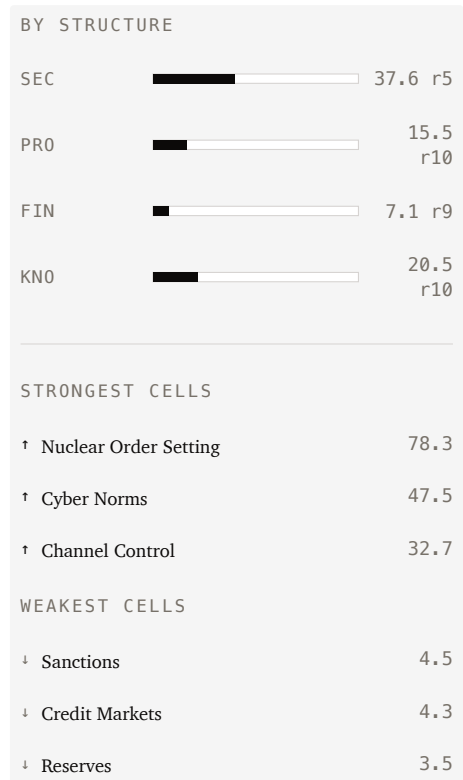 BY STRUCTURE
SEC 37.6 r5
PRO 15.5
r10
FIN 7.1 r9
KNO 20.5
r10
STRONGEST CELLS
↑ Nuclear Order Setting 78.3
↑ Cyber Norms 47.5
↑ Channel Control 32.7
WEAKEST CELLS
↓ Sanctions 4.5
↓ Credit Markets 4.3
↓ Reserves 3.5